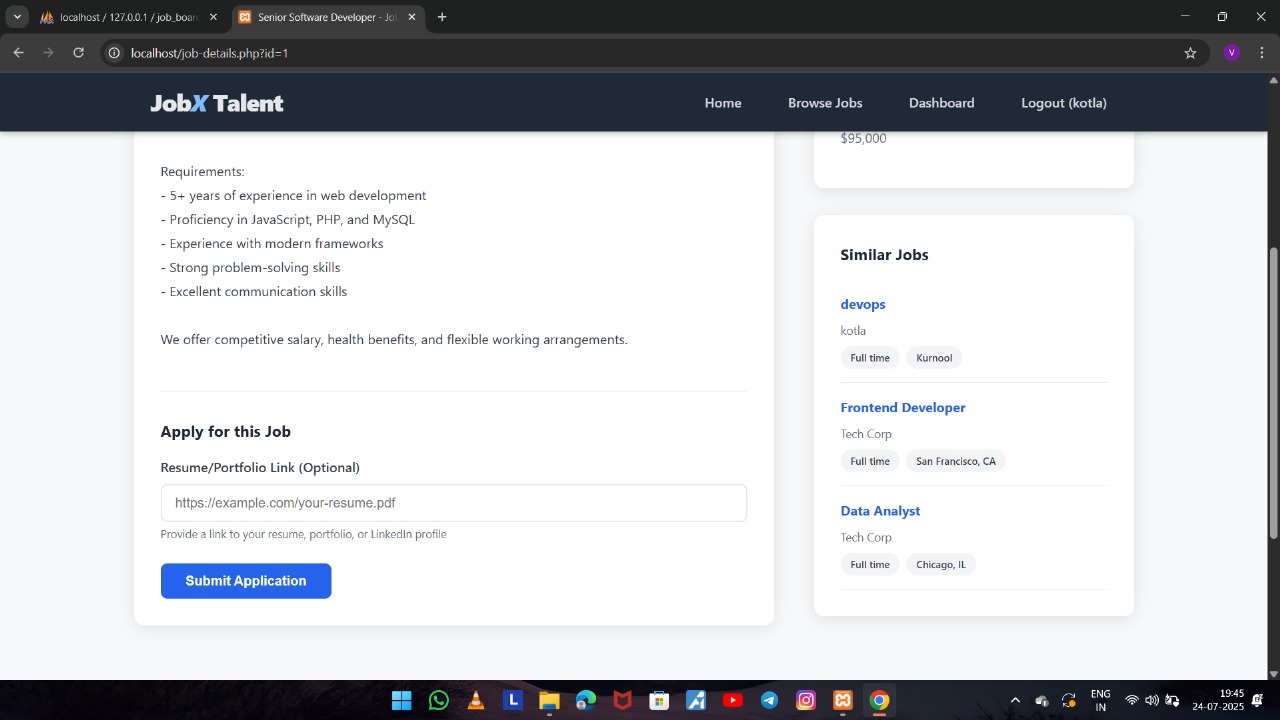 localhost / 127.0.0.1 / job_boar
Senior Software Developer - Jo
localhost/job-details.php?id=1
V
JobX Talent
Home
Browse Jobs
Dashboard
Logout (kotla)
Requirements:
- 5+ years of experience in web development
- Proficiency in JavaScript, PHP, and MySQL
- Experience with modern frameworks
- Strong problem-solving skills
- Excellent communication skills
We offer competitive salary, health benefits, and flexible working arrangements.
Apply for this Job
Resume/Portfolio Link (Optional)
https://example.com/your-resume.pdf
Provide a link to your resume, portfolio, or LinkedIn profile
Submit Application
$95,000
Similar Jobs
devops
kotla
Full time
Kurnool
Frontend Developer
Tech Corp
Full time
San Francisco, CA
Data Analyst
Tech Corp
Full time
Chicago, IL
L
ENG
IN
19:45
24-07-2025